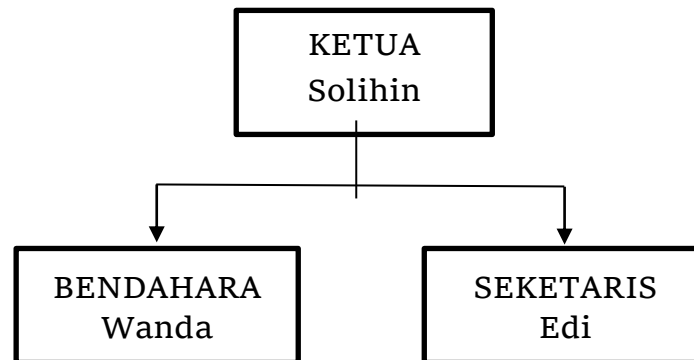 KETUA
Solihin
BENDAHARA
Wanda
SEKETARIS
Edi